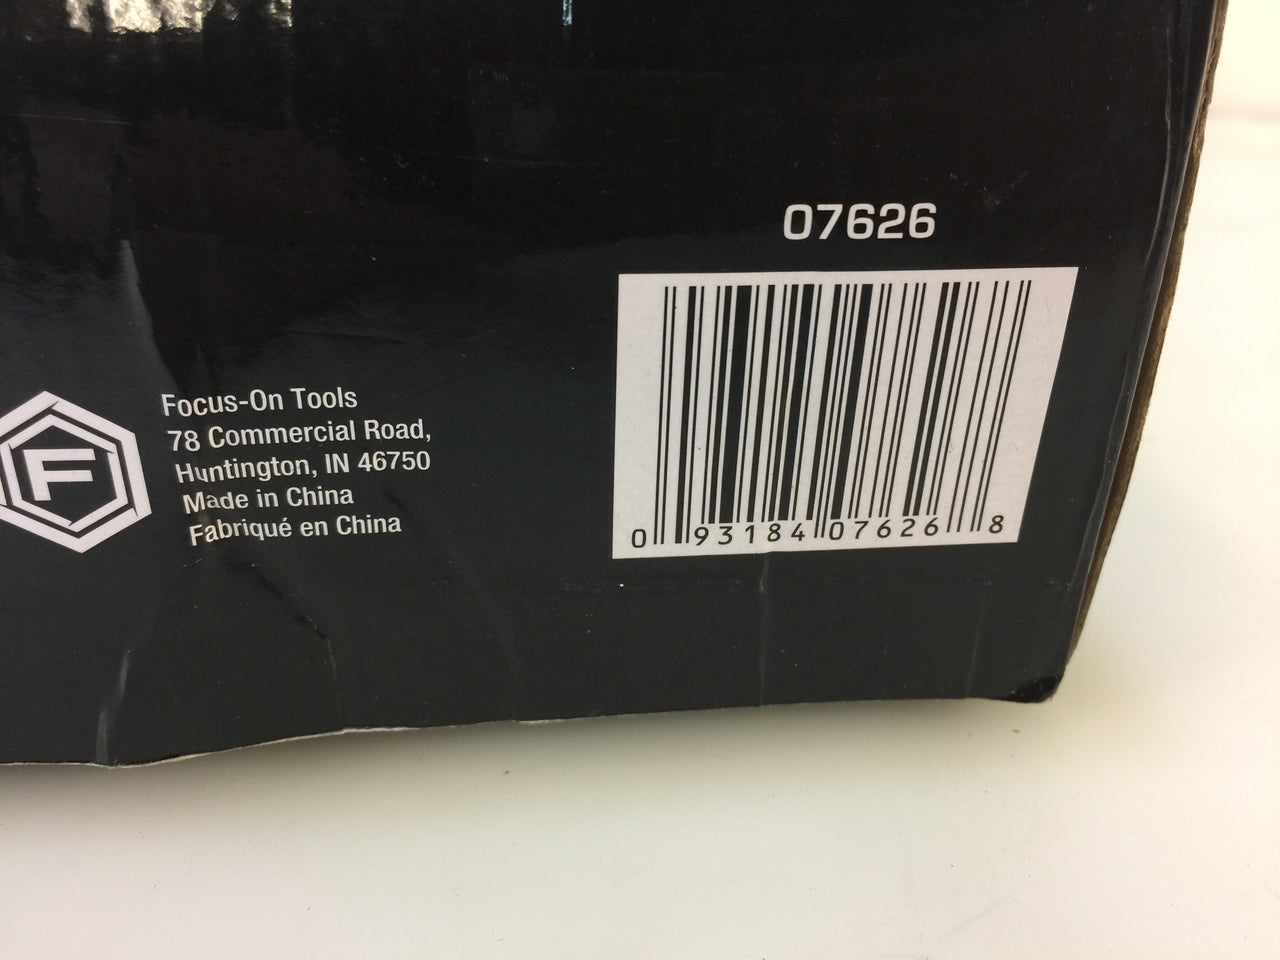 07626
0 93184 07626 8
F
Focus-On Tools
78 Commercial Road,
Huntington, IN 46750
Made in China
Fabriqué en China